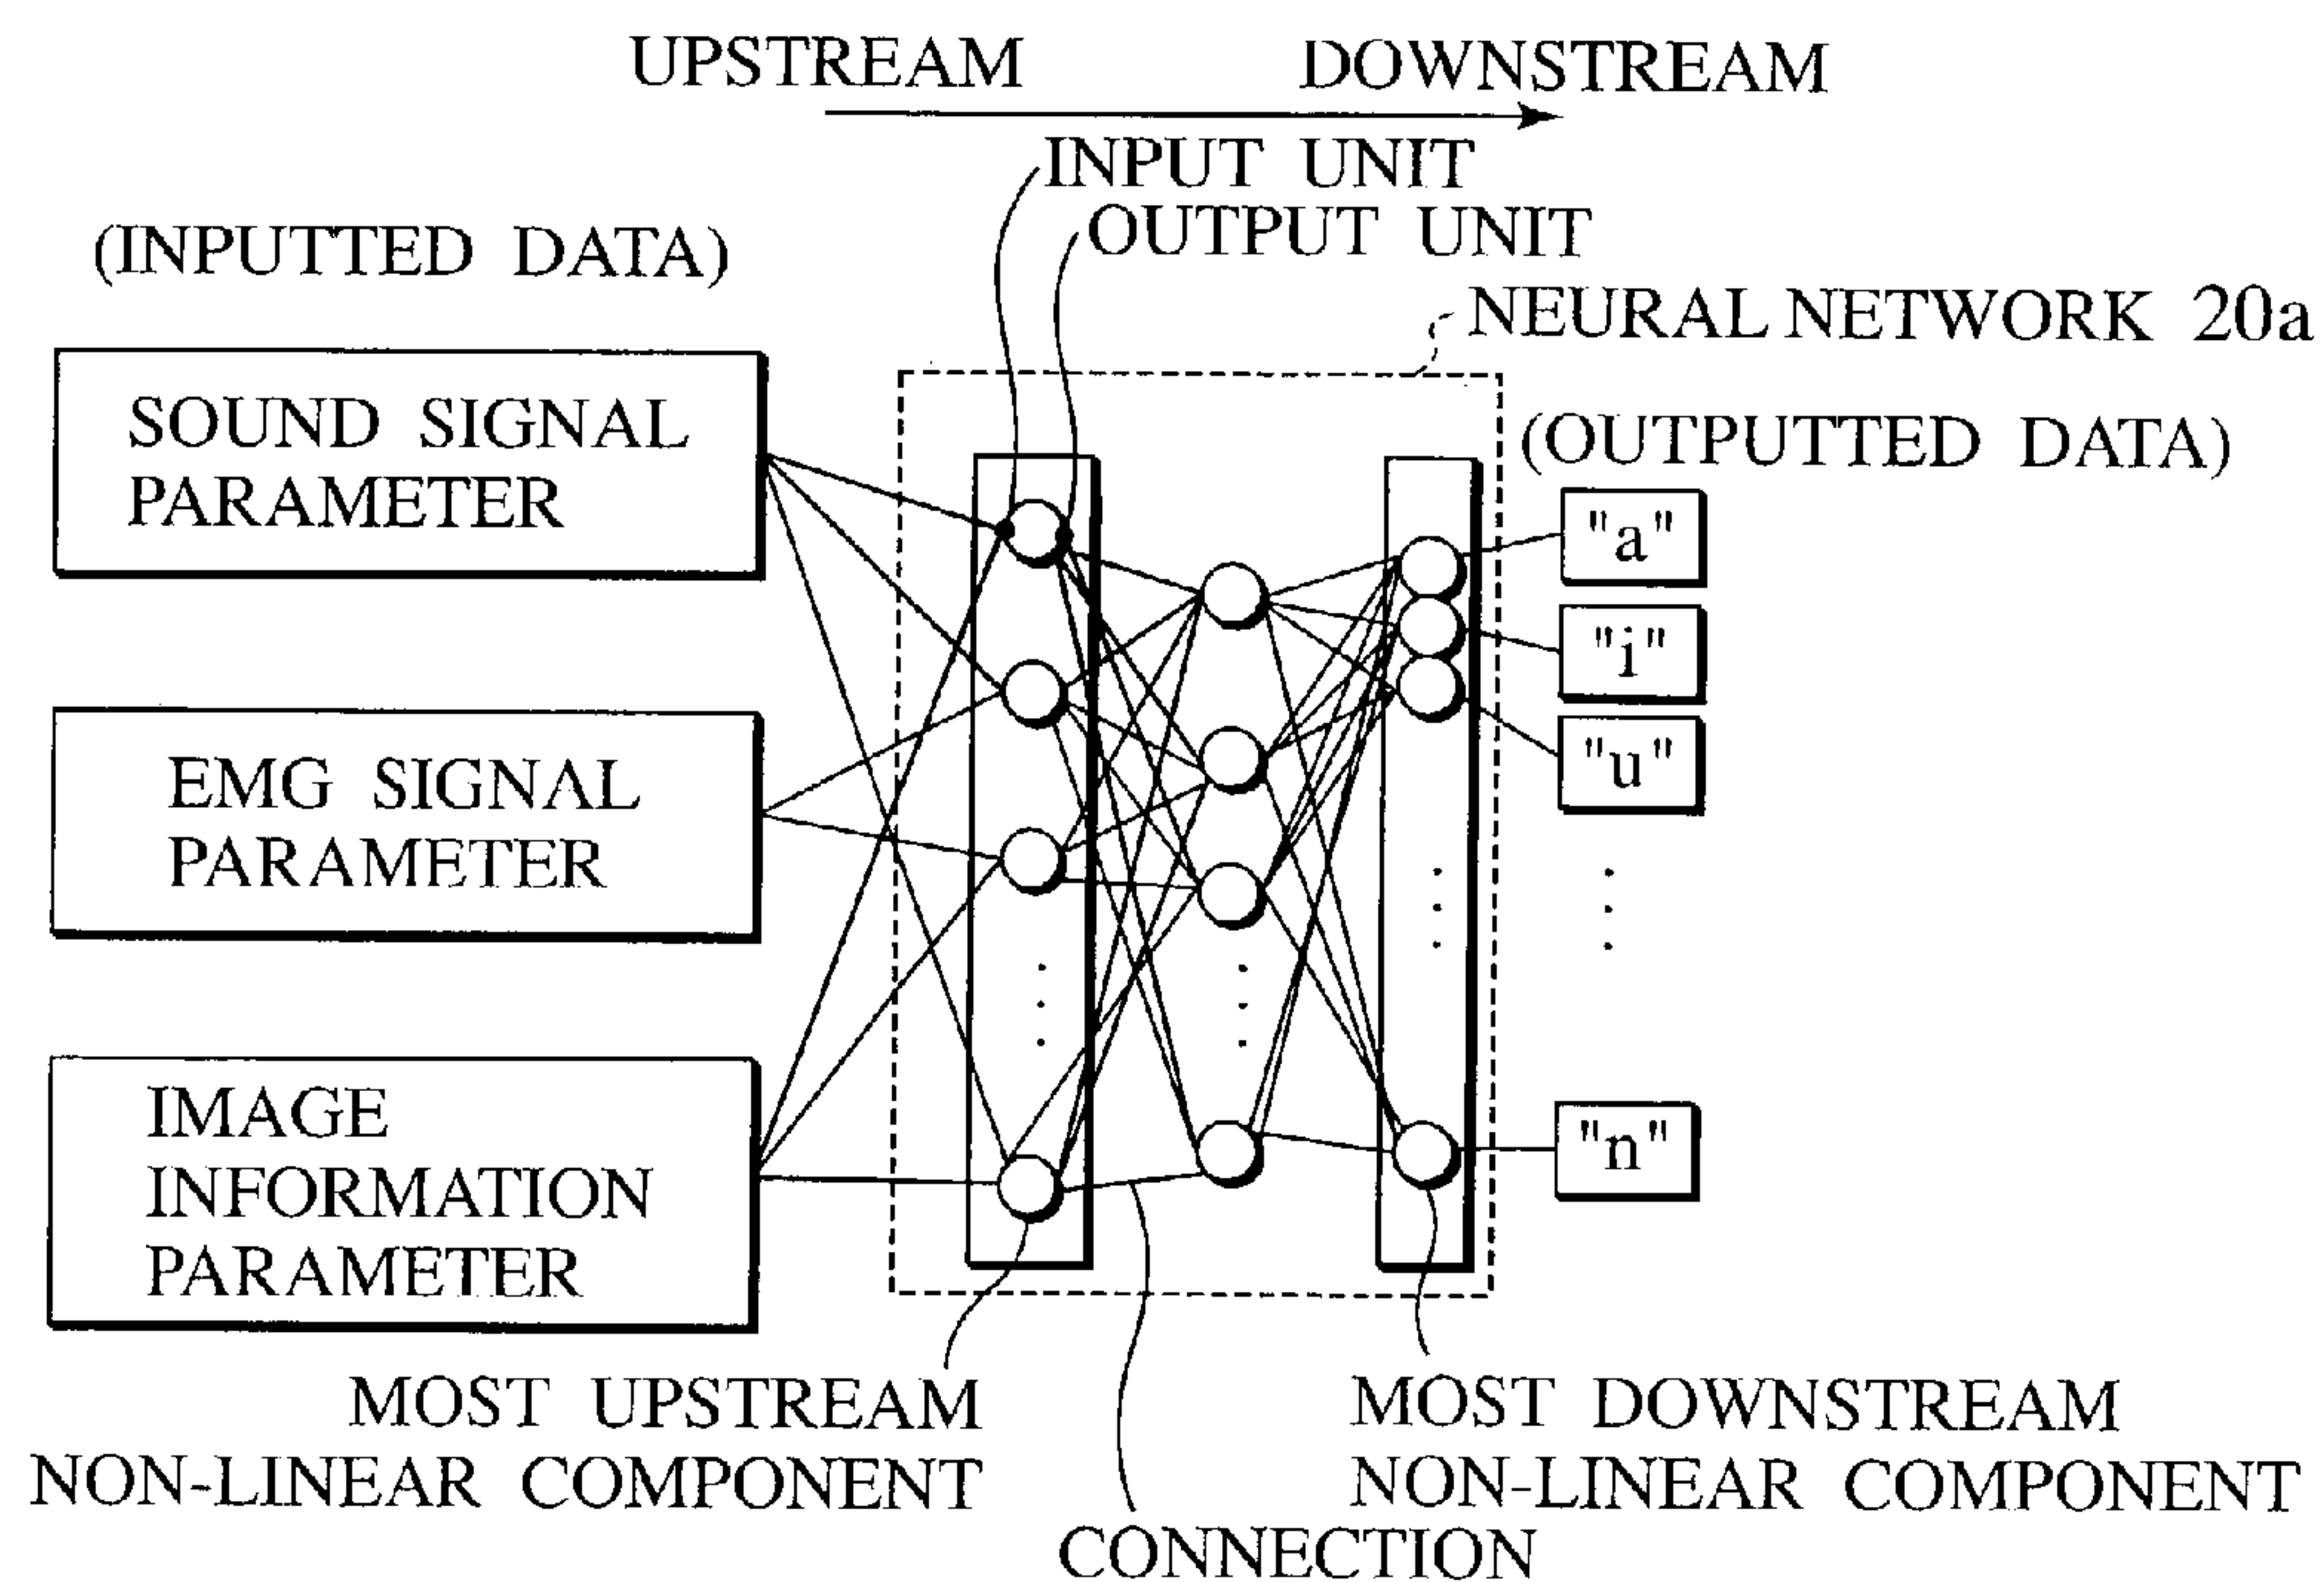 UPSTREAM DOWNSTREAM
INPUT UNIT
OUTPUT UNIT
(INPUTTED DATA)
NEURAL NETWORK 20a
SOUND SIGNAL
PARAMETER
(OUTPUTTED DATA)
"a"
"i"
"u"
EMG SIGNAL
PARAMETER
IMAGE
INFORMATION
PARAMETER
"n"
MOST UPSTREAM
NON-LINEAR COMPONENT
MOST DOWNSTREAM
NON-LINEAR COMPONENT
CONNECTION